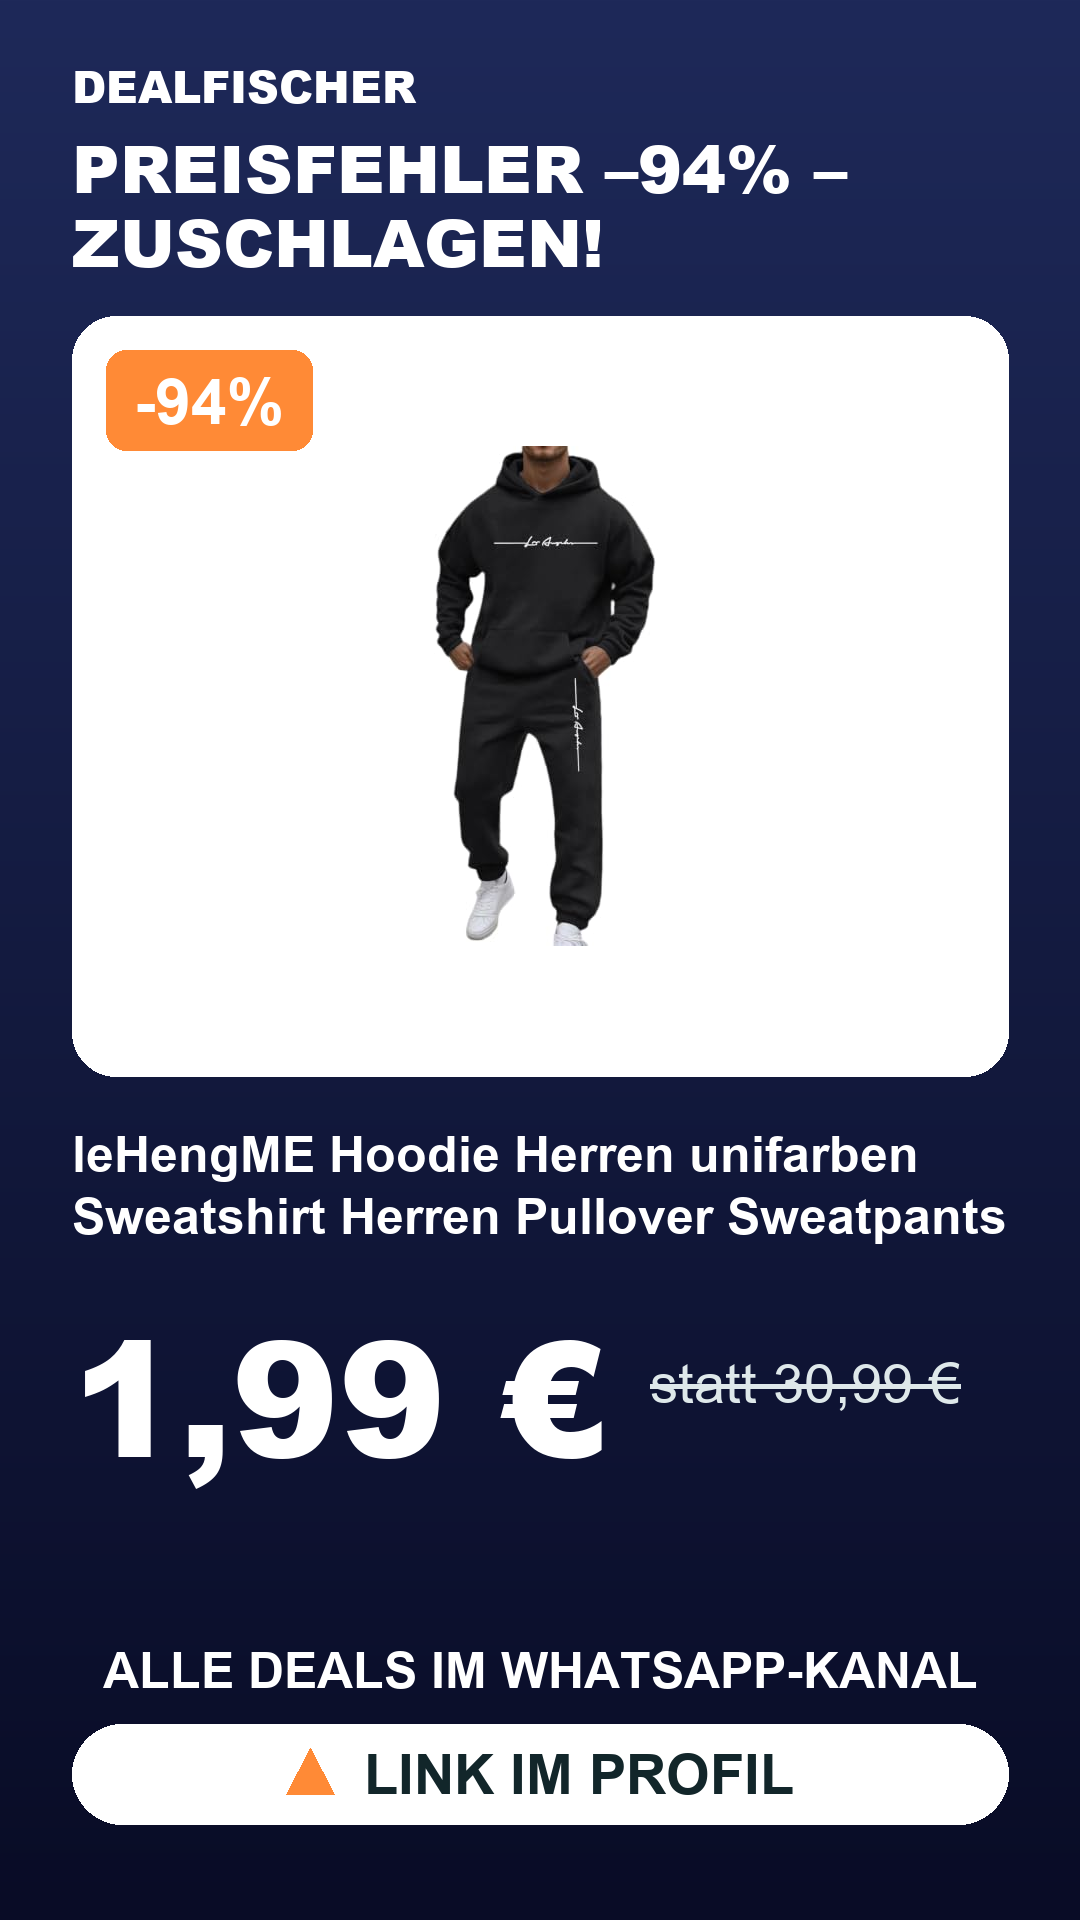 DEALFISCHER
PREISFEHLER –94% –
ZUSCHLAGEN!
-94%
leHengME Hoodie Herren unifarben
Sweatshirt Herren Pullover Sweatpants
1,99 €
statt 30,99 €
ALLE DEALS IM WHATSAPP-KANAL
LINK IM PROFIL